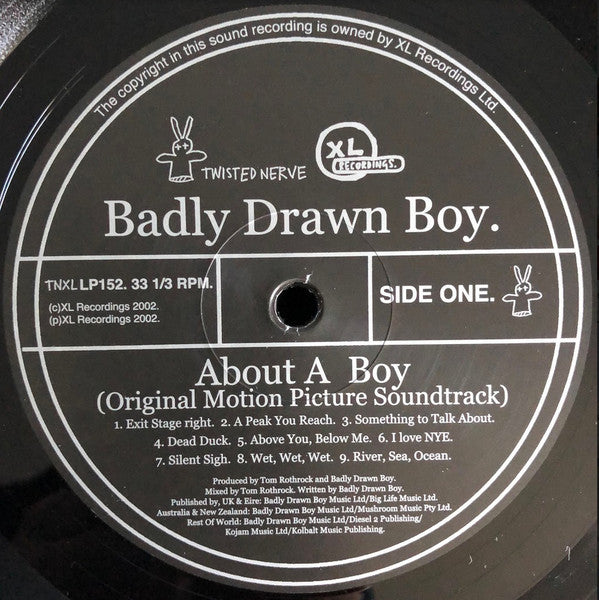 The copyright in this sound recording is owned by XL Recordings Ltd.
TWISTED NERVE
XL
RECORDINGS.
Badly Drawn Boy.
TNXLLP152. 33 1/3 RPM.
(c)XL Recordings 2002.
(p)XL Recordings 2002.
SIDE ONE.
About A Boy
(Original Motion Picture Soundtrack)
1. Exit Stage right. 2. A Peak You Reach. 3. Something to Talk About.
4. Dead Duck. 5. Above You, Below Me. 6. I love NYE.
7. Silent Sigh. 8. Wet, Wet, Wet. 9. River, Sea, Ocean.
Produced by Tom Rothrock and Badly Drawn Boy.
Mixed by Tom Rothrock. Written by Badly Drawn Boy.
Published by, UK & Eire: Badly Drawn Boy Music Ltd/Big Life Music Ltd.
Australia & New Zealand: Badly Drawn Boy Music Ltd/Mushroom Music Pty Ltd.
Rest Of World: Badly Drawn Boy Music Ltd/Diesel 2 Publishing/
Kojam Music Ltd/Kolbalt Music Publishing.